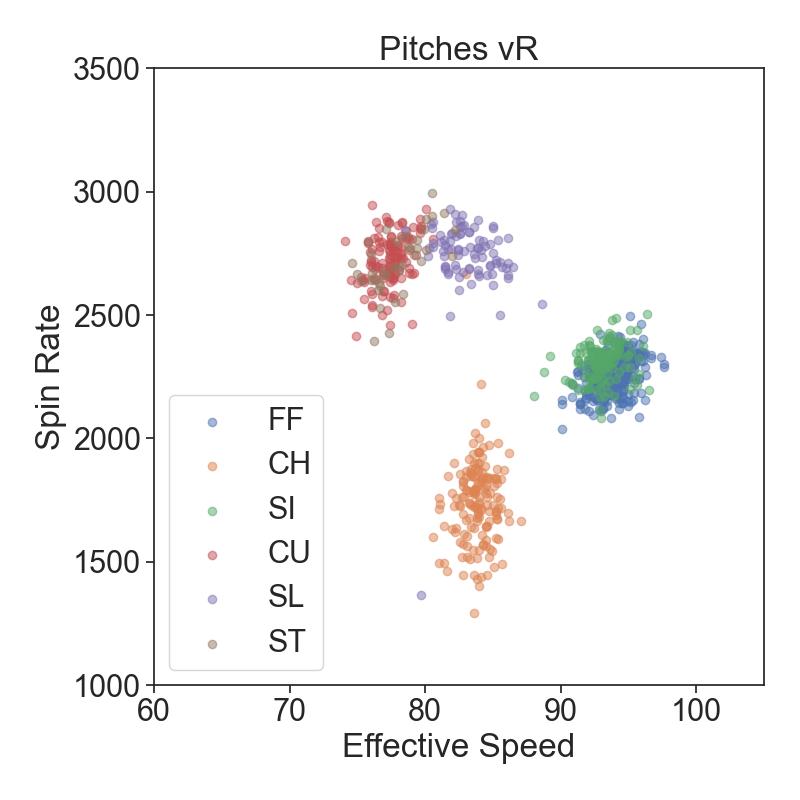 Pitches vR
3500
3000
2500
2000
1500
1000
Spin Rate
FF
CH
SI
CU
SL
ST
60
70
80
90
100
Effective Speed